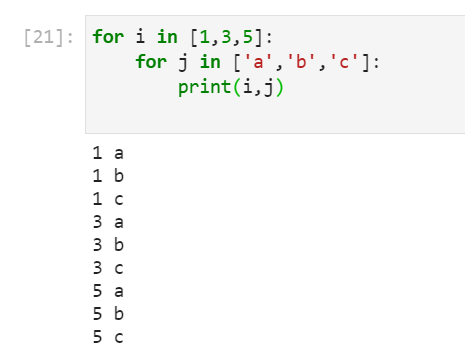 [21]: for i in [1,3,5]:
    for j in ['a','b','c']:
        print(i,j)
1 a
1 b
1 c
3 a
3 b
3 c
5 a
5 b
5 c